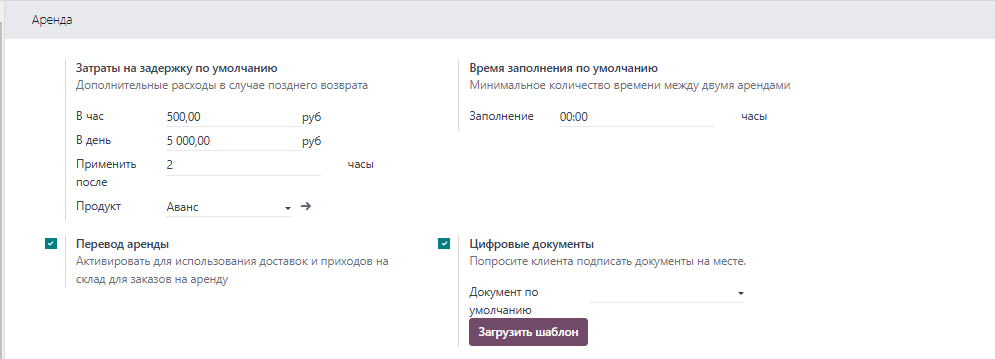 Аренда
Затраты на задержку по умолчанию
Дополнительные расходы в случае позднего возврата
В час 500,00 руб
В день 5 000,00 руб
Применить после 2 часы
Продукт Аванс
Время заполнения по умолчанию
Минимальное количество времени между двумя арендами
Заполнение 00:00 часы
Перевод аренды
Активировать для использования доставок и приходов на
склад для заказов на аренду
Цифровые документы
Попросите клиента подписать документы на месте.
Документ по
умолчанию
Загрузить шаблон